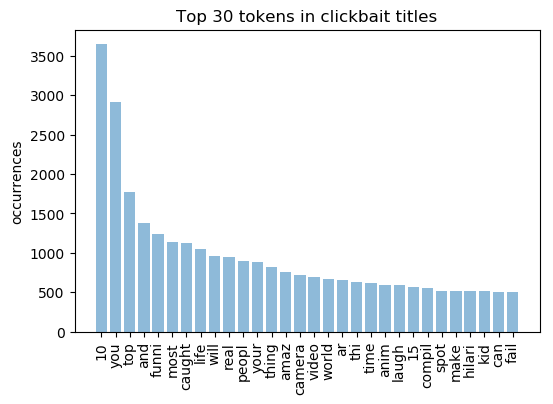 Top 30 tokens in clickbait titles
occurrences
3500
3000
2500
2000
1500
1000
500
0
10
you
top
and
funni
most
caught
life
will
real
peopl
your
thing
amaz
camera
video
world
ar
thi
time
anim
laugh
15
compil
spot
make
hilari
kid
can
fail